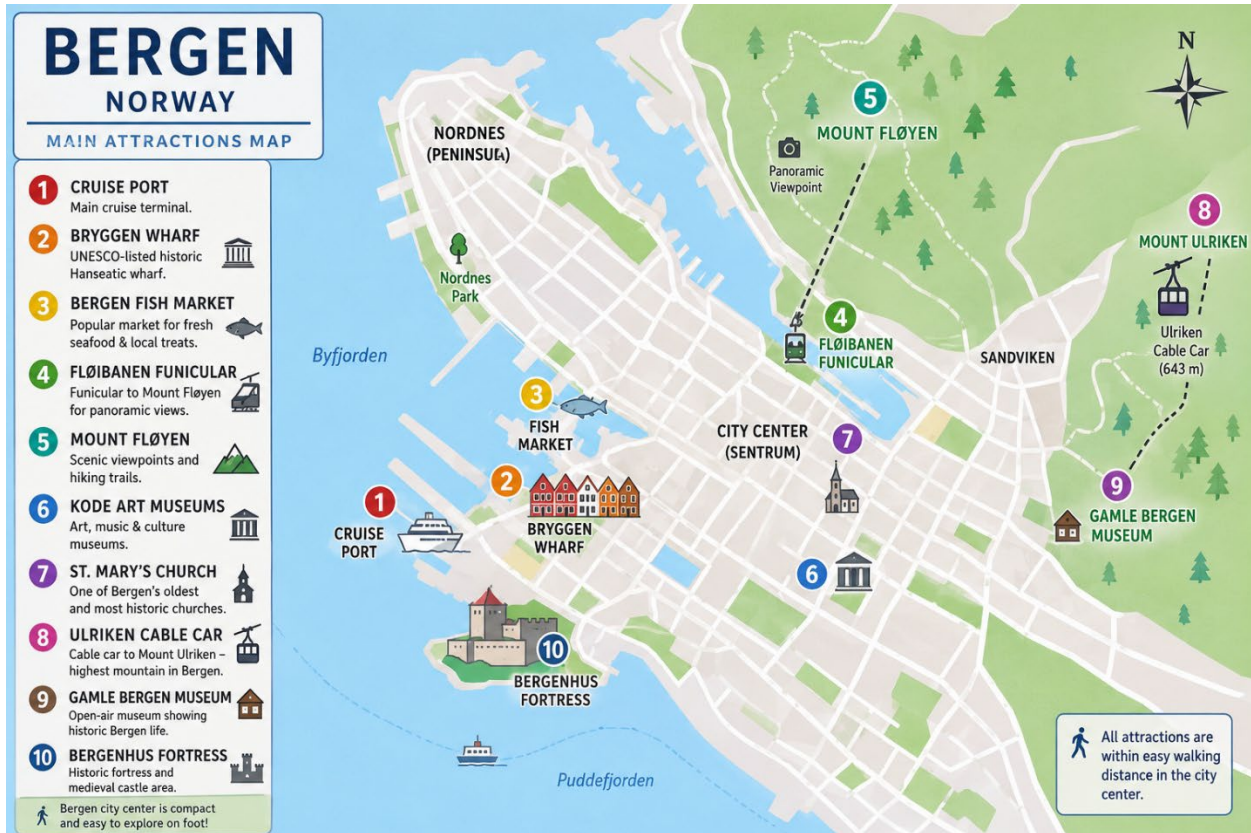 BERGEN
NORWAY
MAIN ATTRACTIONS MAP
1 CRUISE PORT
Main cruise terminal.
2 BRYGGEN WHARF
UNESCO-listed historic
Hanseatic wharf.
3 BERGEN FISH MARKET
Popular market for fresh
seafood & local treats.
4 FLØIBANEN FUNICULAR
Funicular to Mount Fløyen
for panoramic views.
5 MOUNT FLØYEN
Scenic viewpoints and
hiking trails.
6 KODE ART MUSEUMS
Art, music & culture
museums.
7 ST. MARY'S CHURCH
One of Bergen's oldest
and most historic churches.
8 ULRIKEN CABLE CAR
Cable car to Mount Ulriken –
highest mountain in Bergen.
9 GAMLE BERGEN MUSEUM
Open-air museum showing
historic Bergen life.
10 BERGENHUS FORTRESS
Historic fortress and
medieval castle area.
Bergen city center is compact
and easy to explore on foot!
N
NORDNES
(PENINSULA)
Nordnes
Park
Byfjorden
5
MOUNT FLØYEN
Panoramic
Viewpoint
8
MOUNT ULRIKEN
Ulriken
Cable Car
(643 m)
4
FLØIBANEN
FUNICULAR
SANDVIKEN
3
FISH
MARKET
CITY CENTER
(SENTRUM)
7
2
BRYGGEN
WHARF
1
CRUISE
PORT
9
GAMLE BERGEN
MUSEUM
6
10
BERGENHUS
FORTRESS
Puddefjorden
All attractions are
within easy walking
distance in the city
center.